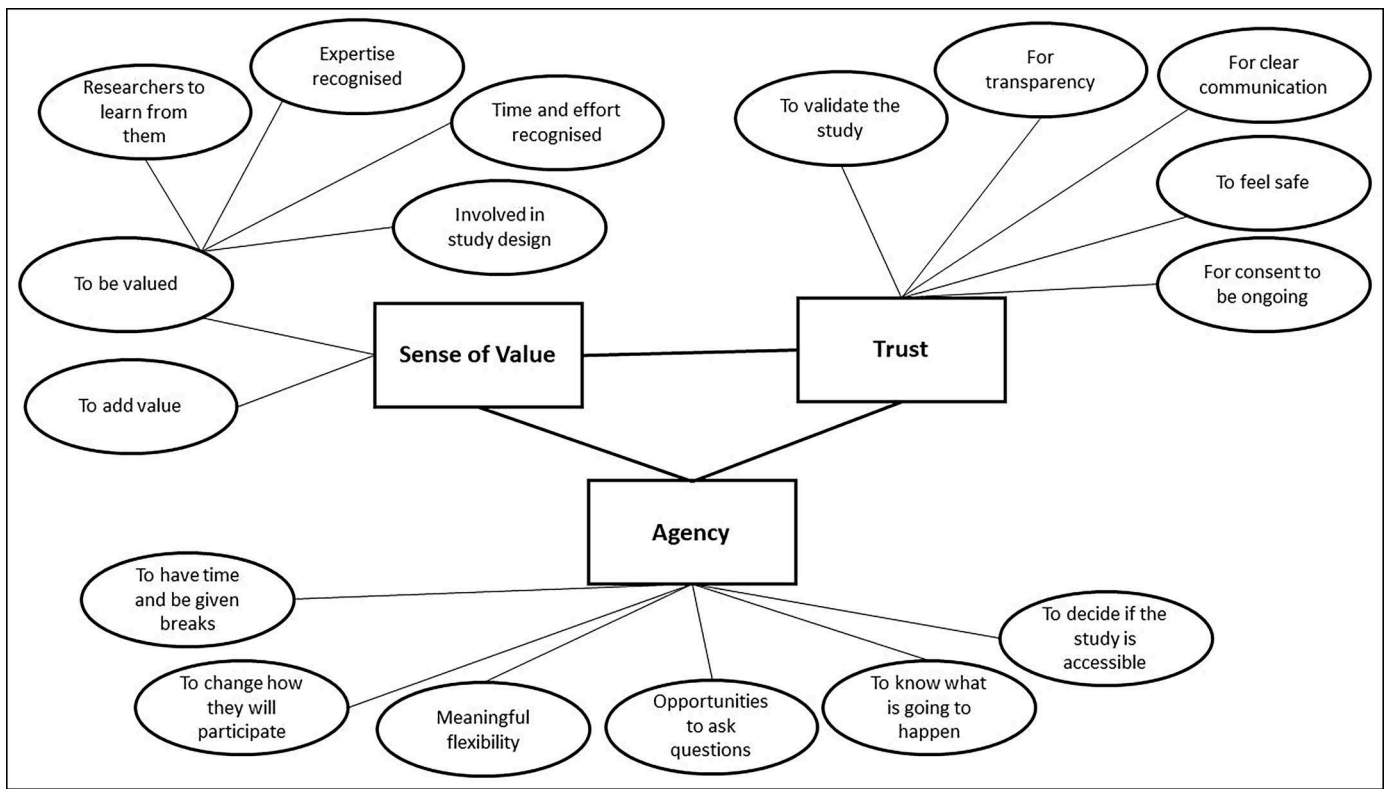 Expertise
recognised
Researchers to
learn from
them
Time and effort
recognised
Involved in
study design
To be valued
To add value
Sense of Value
To validate the
study
For
transparency
For clear
communication
To feel safe
For consent to
be ongoing
Trust
Agency
To have time
and be given
breaks
To change how
they will
participate
Meaningful
flexibility
Opportunities
to ask
questions
To know what
is going to
happen
To decide if the
study is
accessible